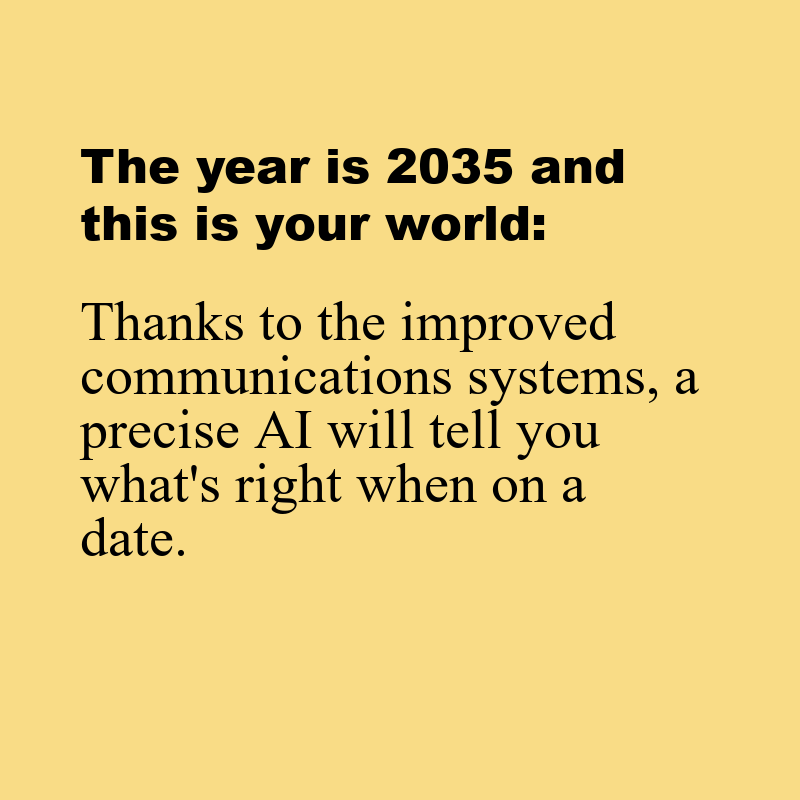 The year is 2035 and
this is your world:
Thanks to the improved
communications systems, a
precise AI will tell you
what's right when on a
date.